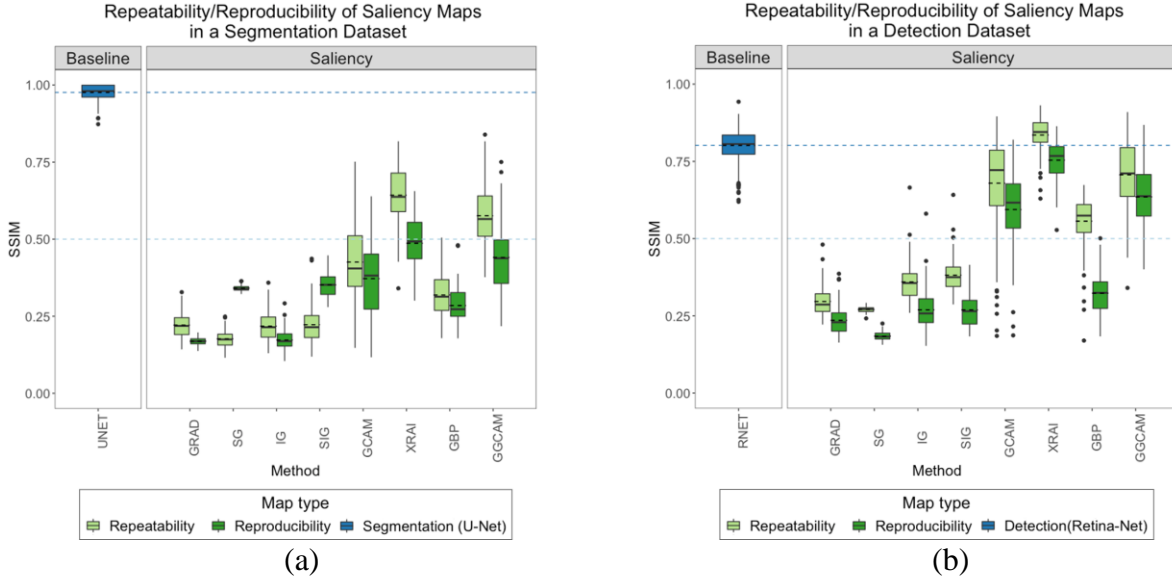 Repeatability/Reproducibility of Saliency Maps
in a Segmentation Dataset
Baseline
Saliency
1.00
0.75
0.50
0.25
0.00
SSIM
UNET
GRAD
SG
IG
SIG
GCAM
XRAI
GBP
GGCAM
Method
Map type
Repeatability
Reproducibility
Segmentation (U-Net)
(a)
Repeatability/Reproducibility of Saliency Maps
in a Detection Dataset
Baseline
Saliency
1.00
0.75
0.50
0.25
0.00
SSIM
RNET
GRAD
SG
IG
SIG
GCAM
XRAI
GBP
GGCAM
Method
Map type
Repeatability
Reproducibility
Detection(Retina-Net)
(b)